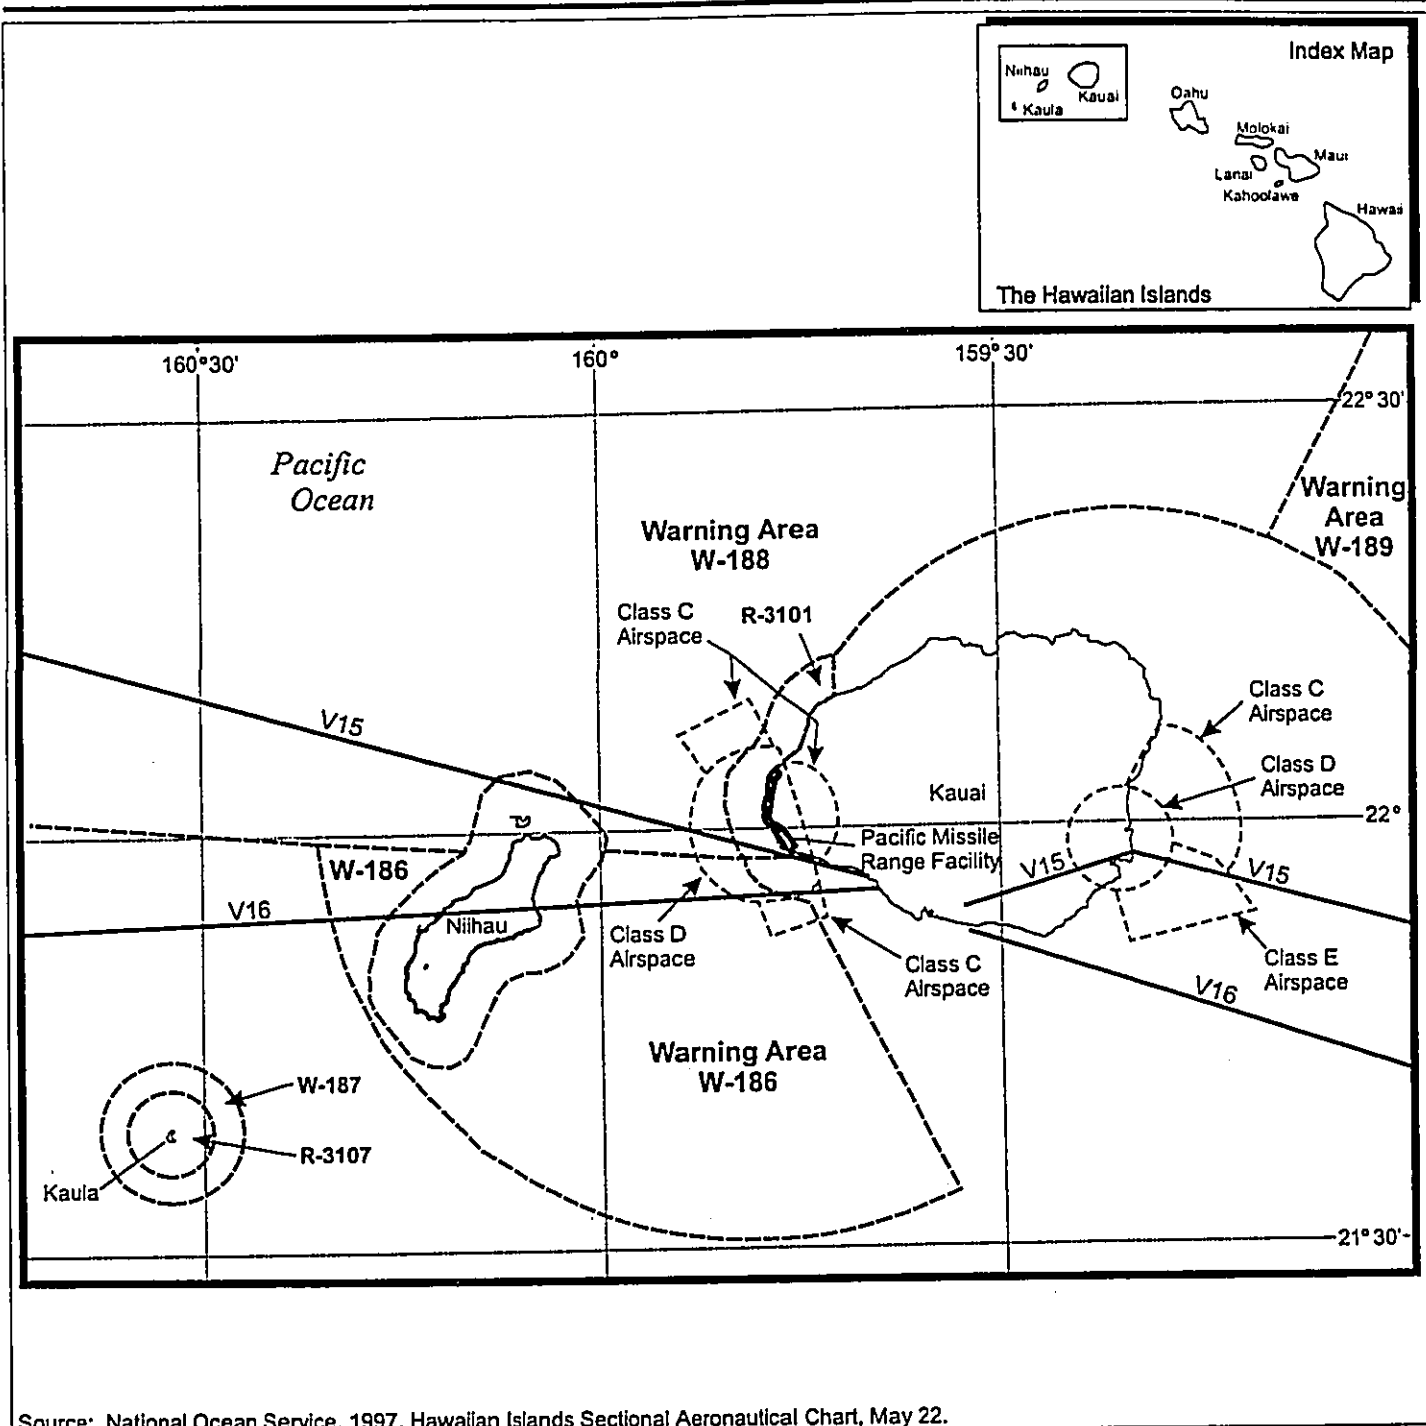 Index Map
Niihau
Kauai
Kaula
Oahu
Molokai
Maui
Lanai
Kahoolawe
Hawaii
The Hawaiian Islands
160°30'
160°
159°30'
22°30'
Pacific
Ocean
Warning
Area
W-189
Warning Area
W-188
Class C
Airspace
R-3101
Class C
Airspace
V15
Class D
Airspace
Kauai
22°
Pacific Missile
Range Facility
V15
V15
W-186
V16
Niihau
Class D
Airspace
Class C
Airspace
Class E
Airspace
V16
Warning Area
W-186
W-187
R-3107
Kaula
21°30'
Source: National Ocean Service, 1997, Hawaiian Islands Sectional Aeronautical Chart, May 22.